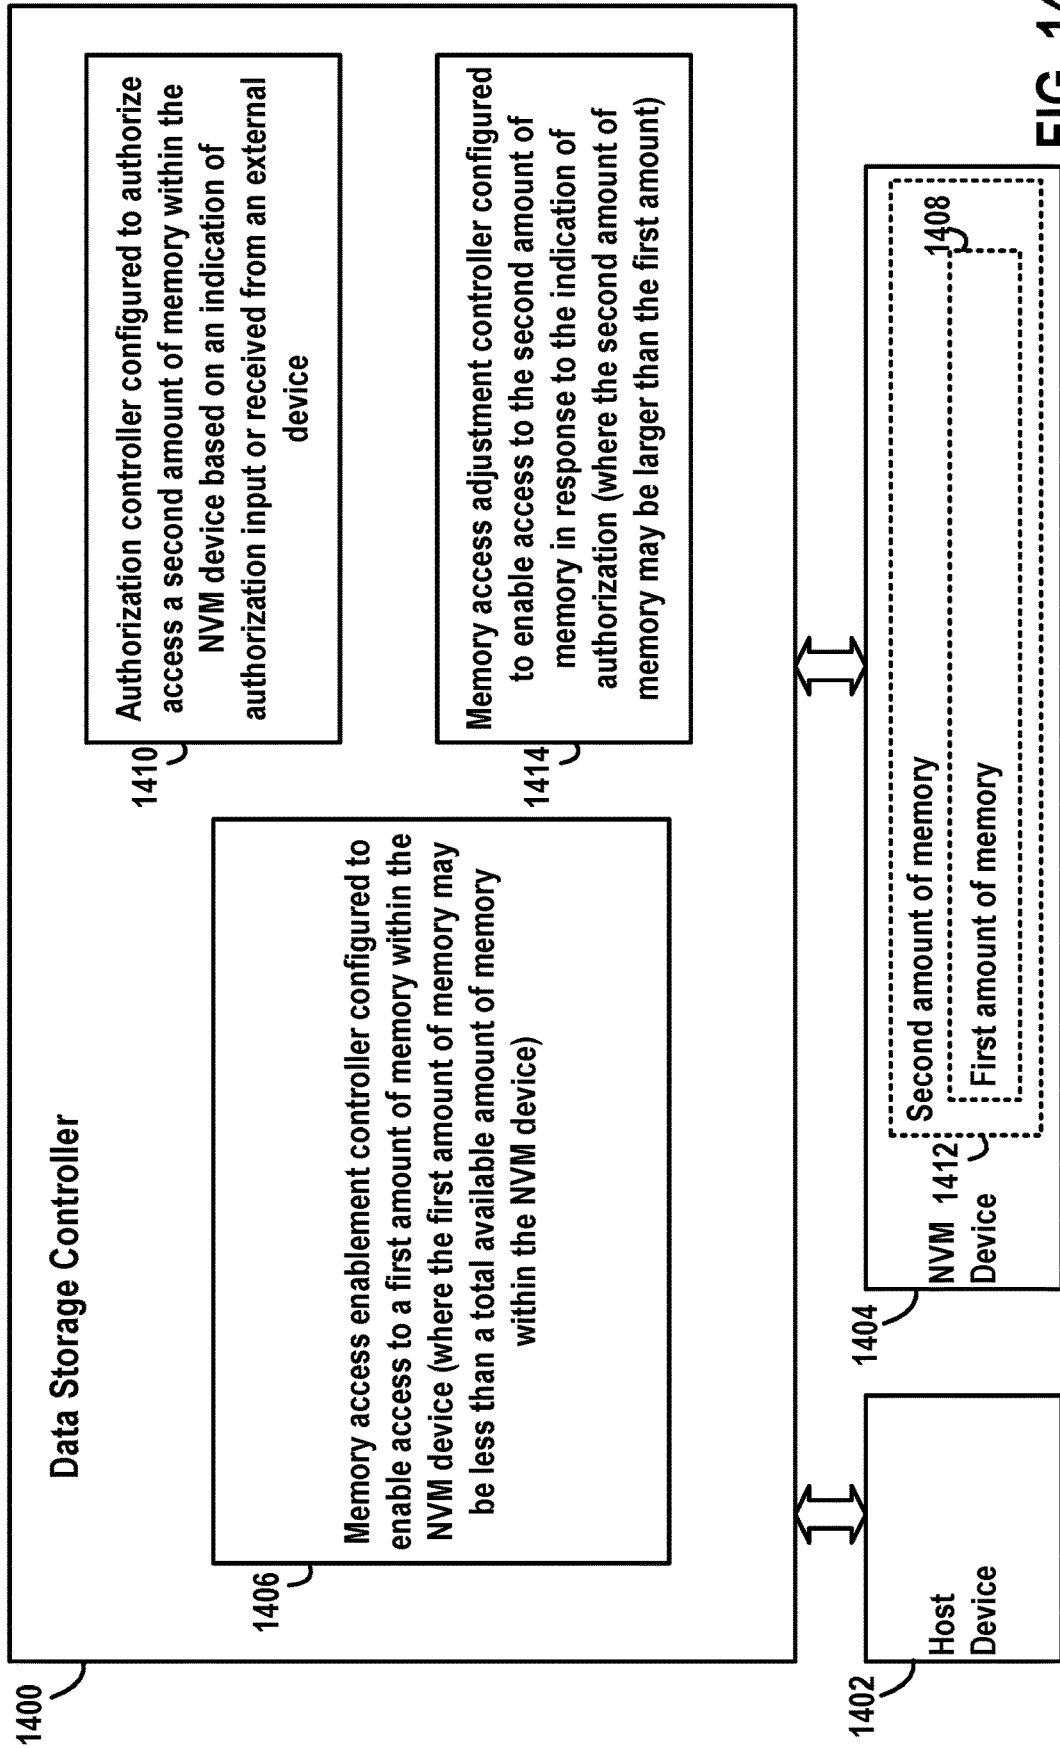 1400
Data Storage Controller
1406
Memory access enablement controller configured to
enable access to a first amount of memory within the
NVM device (where the first amount of memory may
be less than a total available amount of memory
within the NVM device)
1410
Authorization controller configured to authorize
access a second amount of memory within the
NVM device based on an indication of
authorization input or received from an external
device
1414
Memory access adjustment controller configured
to enable access to the second amount of
memory in response to the indication of
authorization (where the second amount of
memory may be larger than the first amount)
1402
Host
Device
1404
NVM
Device
1412
Second amount of memory
First amount of memory
1408
FIG. 14